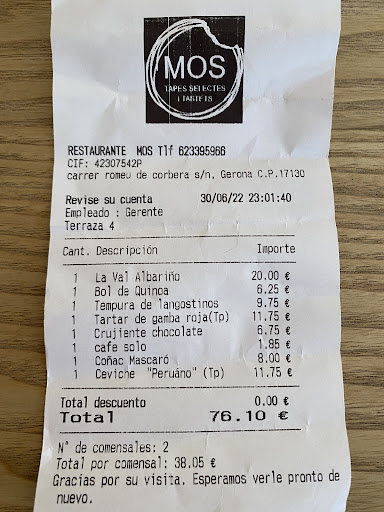 MOS
TAPES SELECTES
I TASTETS
RESTAURANTE MOS Tlf 623395966
CIF: 42307542P
carrer romeu de corbera s/n, Gerona C.P.17130
Revise su cuenta 30/06/22 23:01:40
Empleado : Gerente
Terraza 4
Cant. Descripción Importe
1 La Val Albariño 20.00 €
1 Bol de Quinoa 6,25 €
1 Tempura de langostinos 9.75 €
1 Tartar de gamba roja(Tp) 11.75 €
1 Crujiente chocolate 6.75 €
1 cafe solo 1.85 €
1 Coñac Mascaró 8,00 €
1 Ceviche "Peruáno" (Tp) 11.75 €
Total descuento 0.00 €
Total 76.10 €
N° de comensales: 2
Total por comensal: 38.05 €
Gracias por su visita. Esperamos verle pronto de
nuevo.